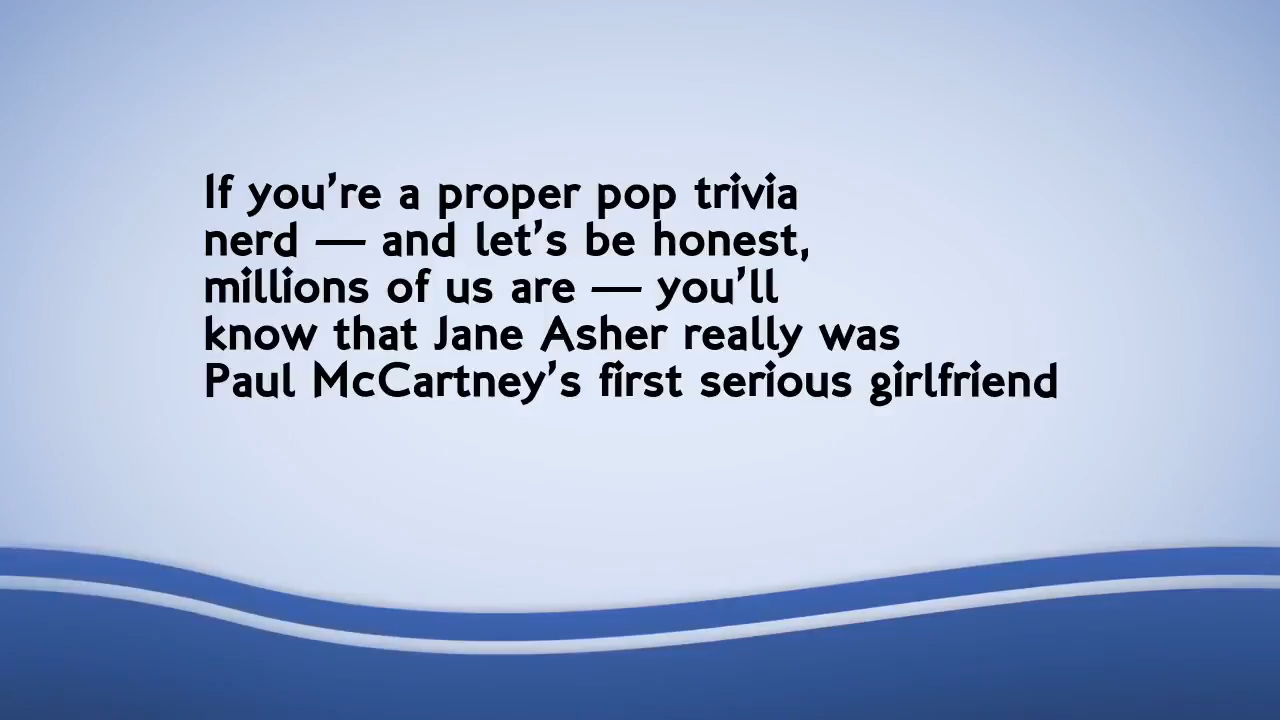 If you’re a proper pop trivia
nerd — and let’s be honest,
millions of us are — you’ll
know that Jane Asher really was
Paul McCartney’s first serious girlfriend